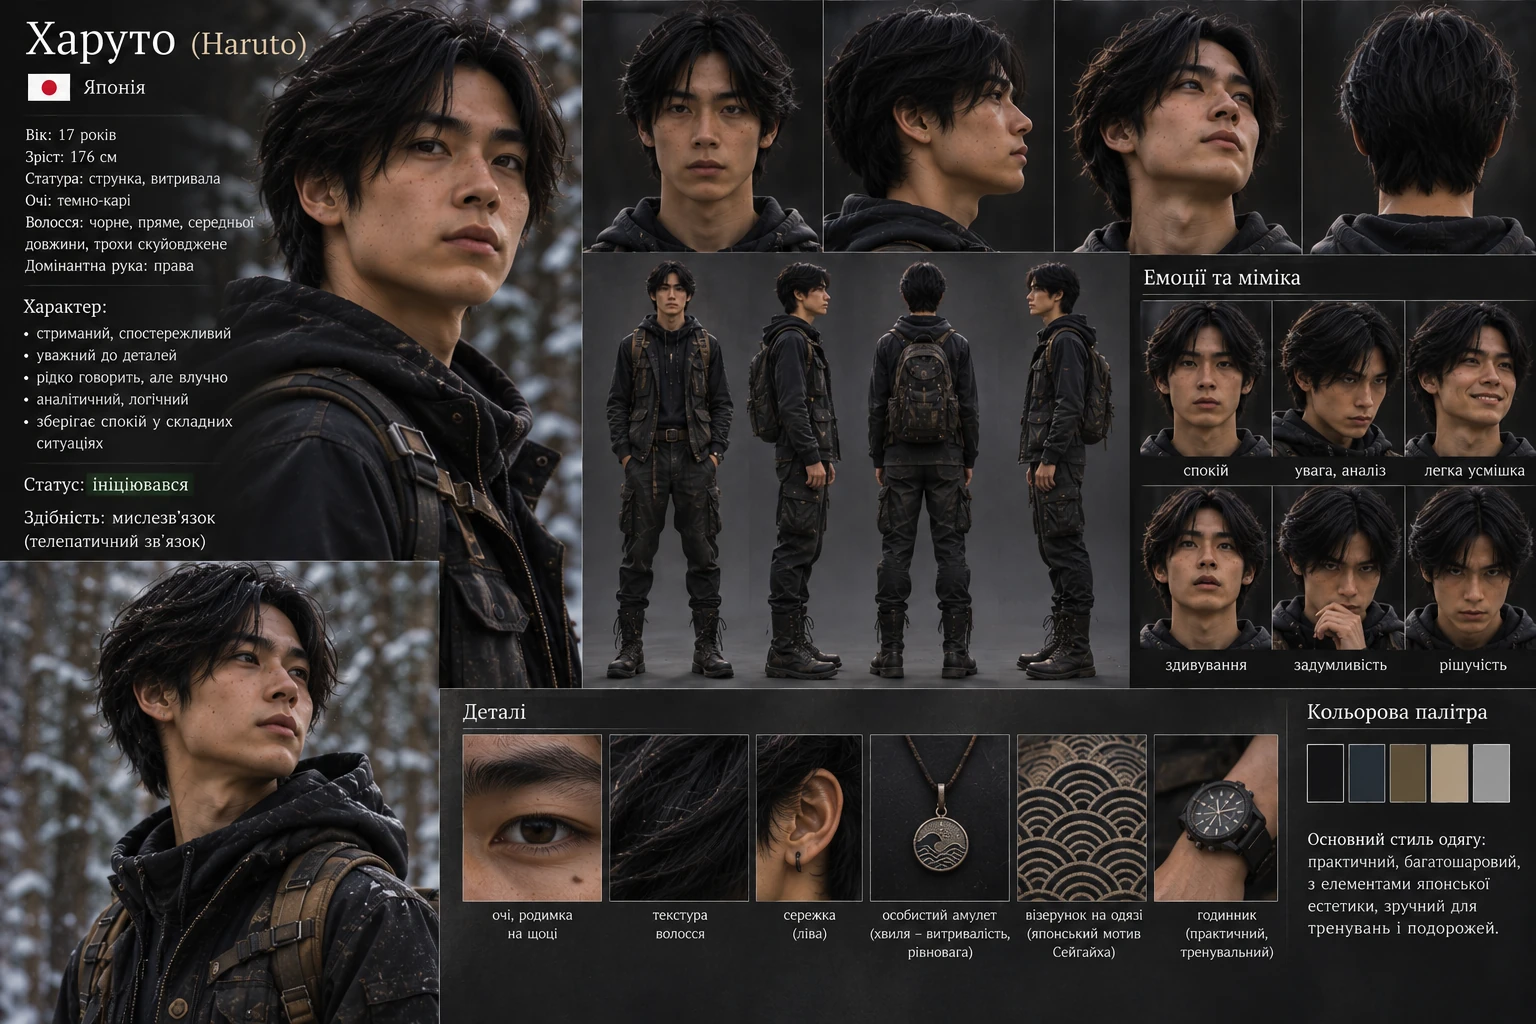 Харуто (Haruto)
Японія
Вік: 17 років
Зріст: 176 см
Статура: струнка, витривала
Очі: темно-карі
Волосся: чорне, пряме, середньої
довжини, трохи скуйовджене
Домінантна рука: права
Характер:
• стриманий, спостережливий
• уважний до деталей
• рідко говорить, але влучно
• аналітичний, логічний
• зберігає спокій у складних
ситуаціях
Статус: ініціювався
Здібність: мислезв’язок
(телепатичний зв’язок)
Емоції та міміка
спокій
увага, аналіз
легка усмішка
здивування
задумливість
рішучість
Деталі
очі, родимка
на щоці
текстура
волосся
сережка
(ліва)
особистий амулет
(хвиля – витривалість,
рівновага)
візерунок на одязі
(японський мотив
Сейгайха)
годинник
(практичний,
тренувальний)
Кольорова палітра
Основний стиль одягу:
практичний, багатошаровий,
з елементами японської
естетики, зручний для
тренувань і подорожей.